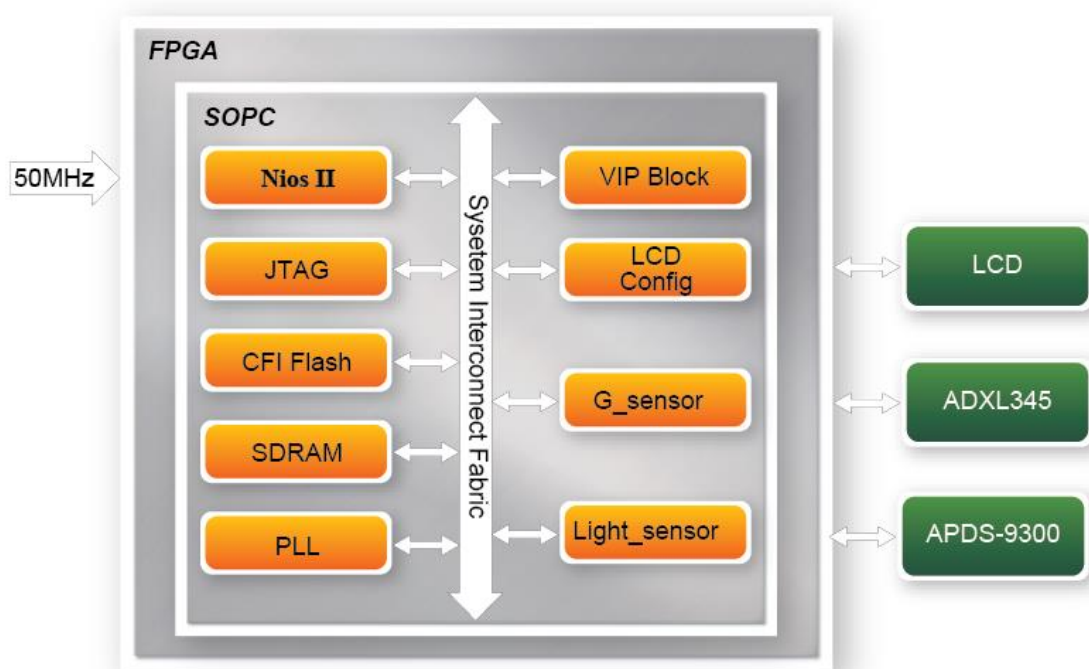 FPGA
SOPC
50MHz
Nios II
JTAG
CFI Flash
SDRAM
PLL
Sysetem Interconnect Fabric
VIP Block
LCD
Config
G_sensor
Light_sensor
LCD
ADXL345
APDS-9300